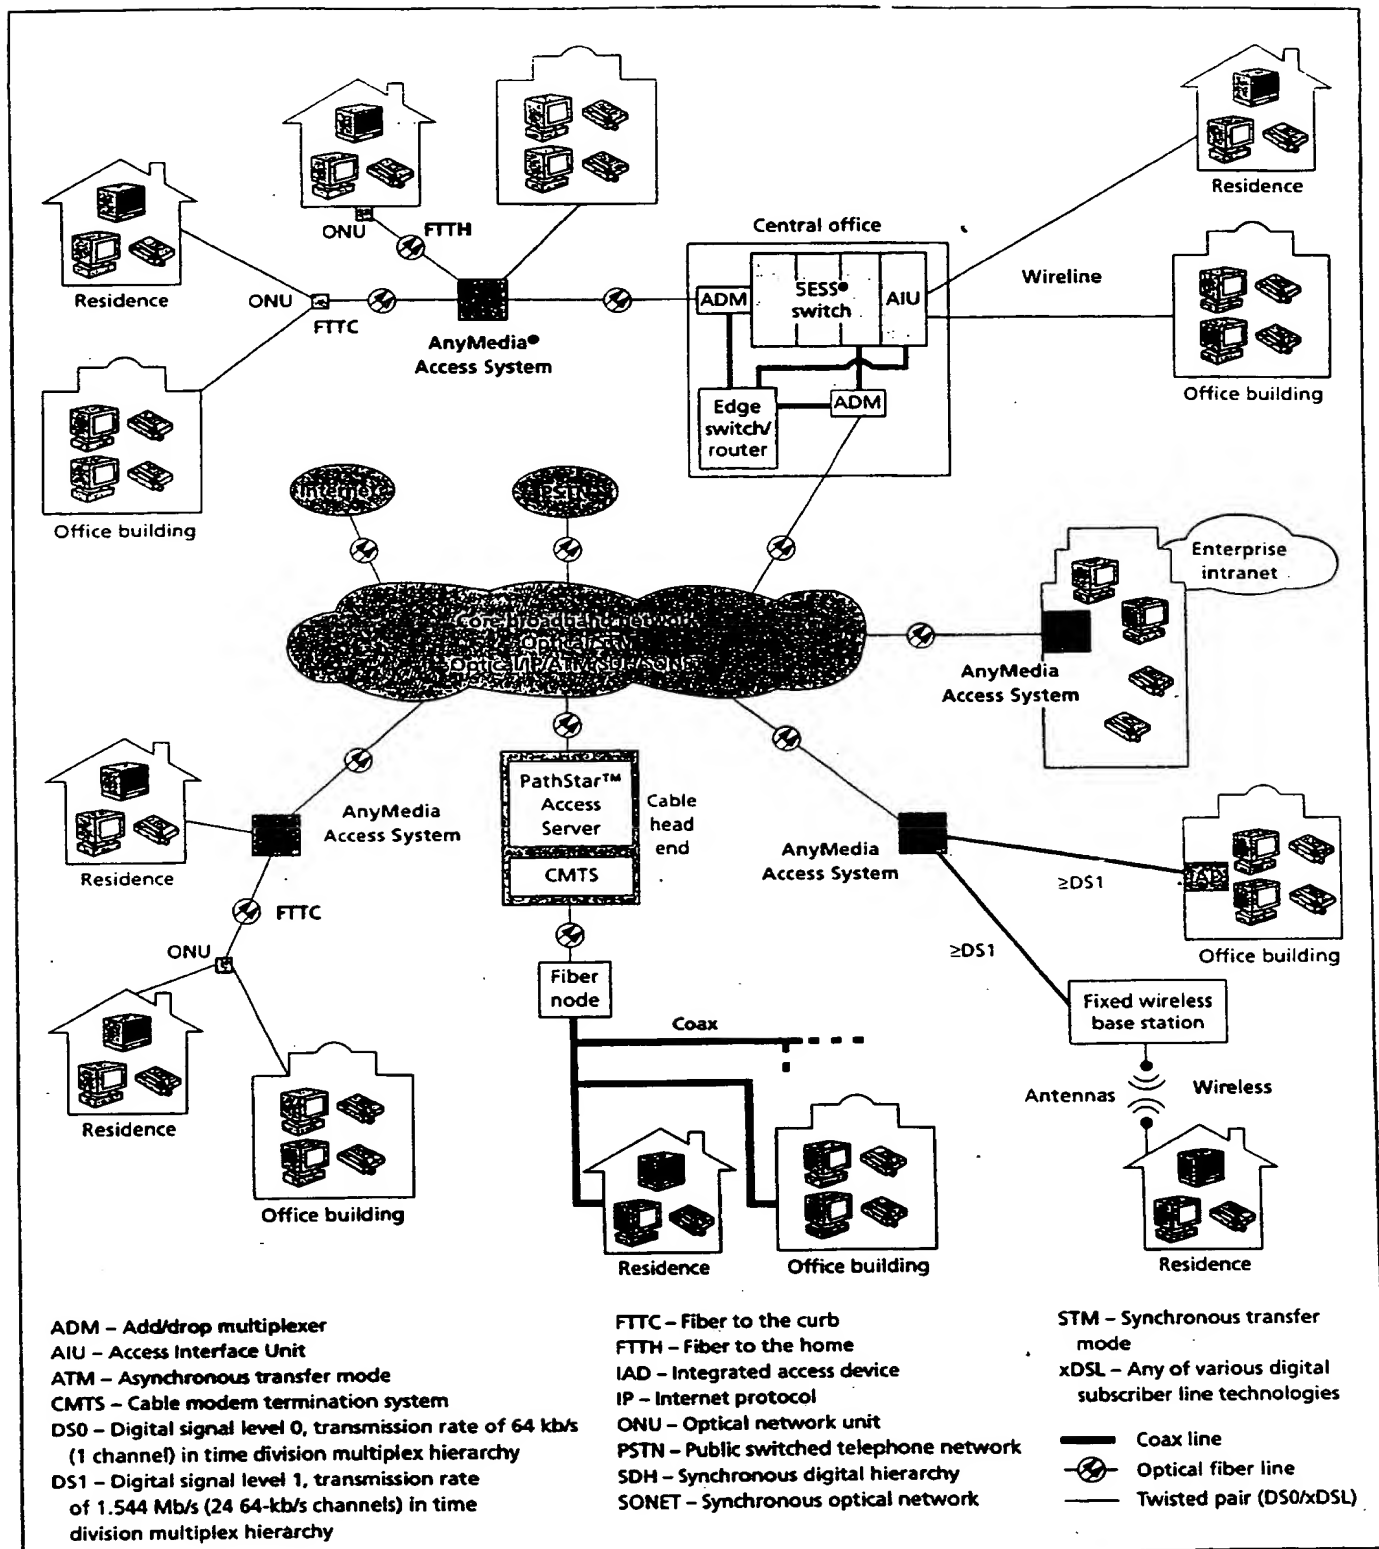 Residence
ONU
FTTH
Central office
ADM
5ESS®
switch
AIU
Wireline
Residence
ONU
FTTC
AnyMedia®
Access System
Residence
Edge
switch/
router
ADM
Office building
Office building
Internet
PSTN
Enterprise
intranet
Core broadband network
Optical
AnyMedia
Access System
PathStar™
Access
Server
CMTS
Cable
head
end
AnyMedia
Access System
Residence
FTTC
ONU
AnyMedia
Access System
≥DS1
IAD
Office building
≥DS1
Fiber
node
Coax
Fixed wireless
base station
Antennas
Wireless
Residence
Office building
Residence
Office building
Residence
ADM – Add/drop multiplexer
AIU – Access Interface Unit
ATM – Asynchronous transfer mode
CMTS – Cable modem termination system
DS0 – Digital signal level 0, transmission rate of 64 kb/s
(1 channel) in time division multiplex hierarchy
DS1 – Digital signal level 1, transmission rate
of 1.544 Mb/s (24 64-kb/s channels) in time
division multiplex hierarchy
FTTC – Fiber to the curb
FTTH – Fiber to the home
IAD – Integrated access device
IP – Internet protocol
ONU – Optical network unit
PSTN – Public switched telephone network
SDH – Synchronous digital hierarchy
SONET – Synchronous optical network
STM – Synchronous transfer
mode
xDSL – Any of various digital
subscriber line technologies
Coax line
Optical fiber line
Twisted pair (DS0/xDSL)